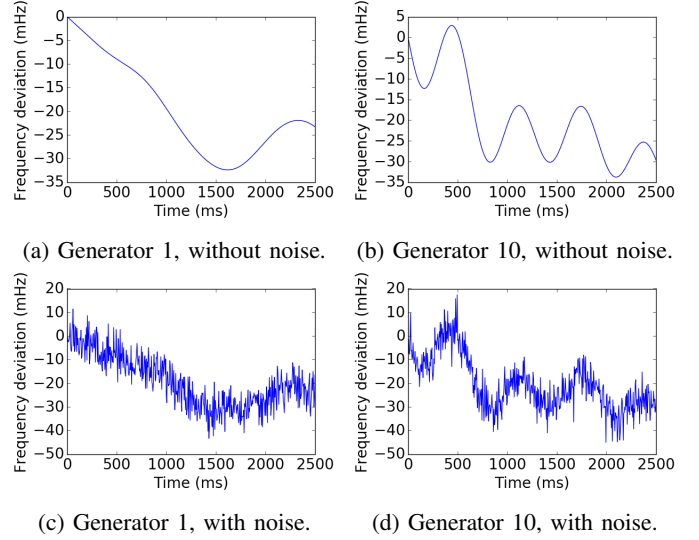 Frequency deviation (mHz)
0
−5
−10
−15
−20
−25
−30
−35
0 500 1000 1500 2000 2500
Time (ms)
Frequency deviation (mHz)
5
0
−5
−10
−15
−20
−25
−30
−35
0 500 1000 1500 2000 2500
Time (ms)
(a) Generator 1, without noise.
(b) Generator 10, without noise.
Frequency deviation (mHz)
20
10
0
−10
−20
−30
−40
−50
0 500 1000 1500 2000 2500
Time (ms)
Frequency deviation (mHz)
20
10
0
−10
−20
−30
−40
−50
0 500 1000 1500 2000 2500
Time (ms)
(c) Generator 1, with noise.
(d) Generator 10, with noise.